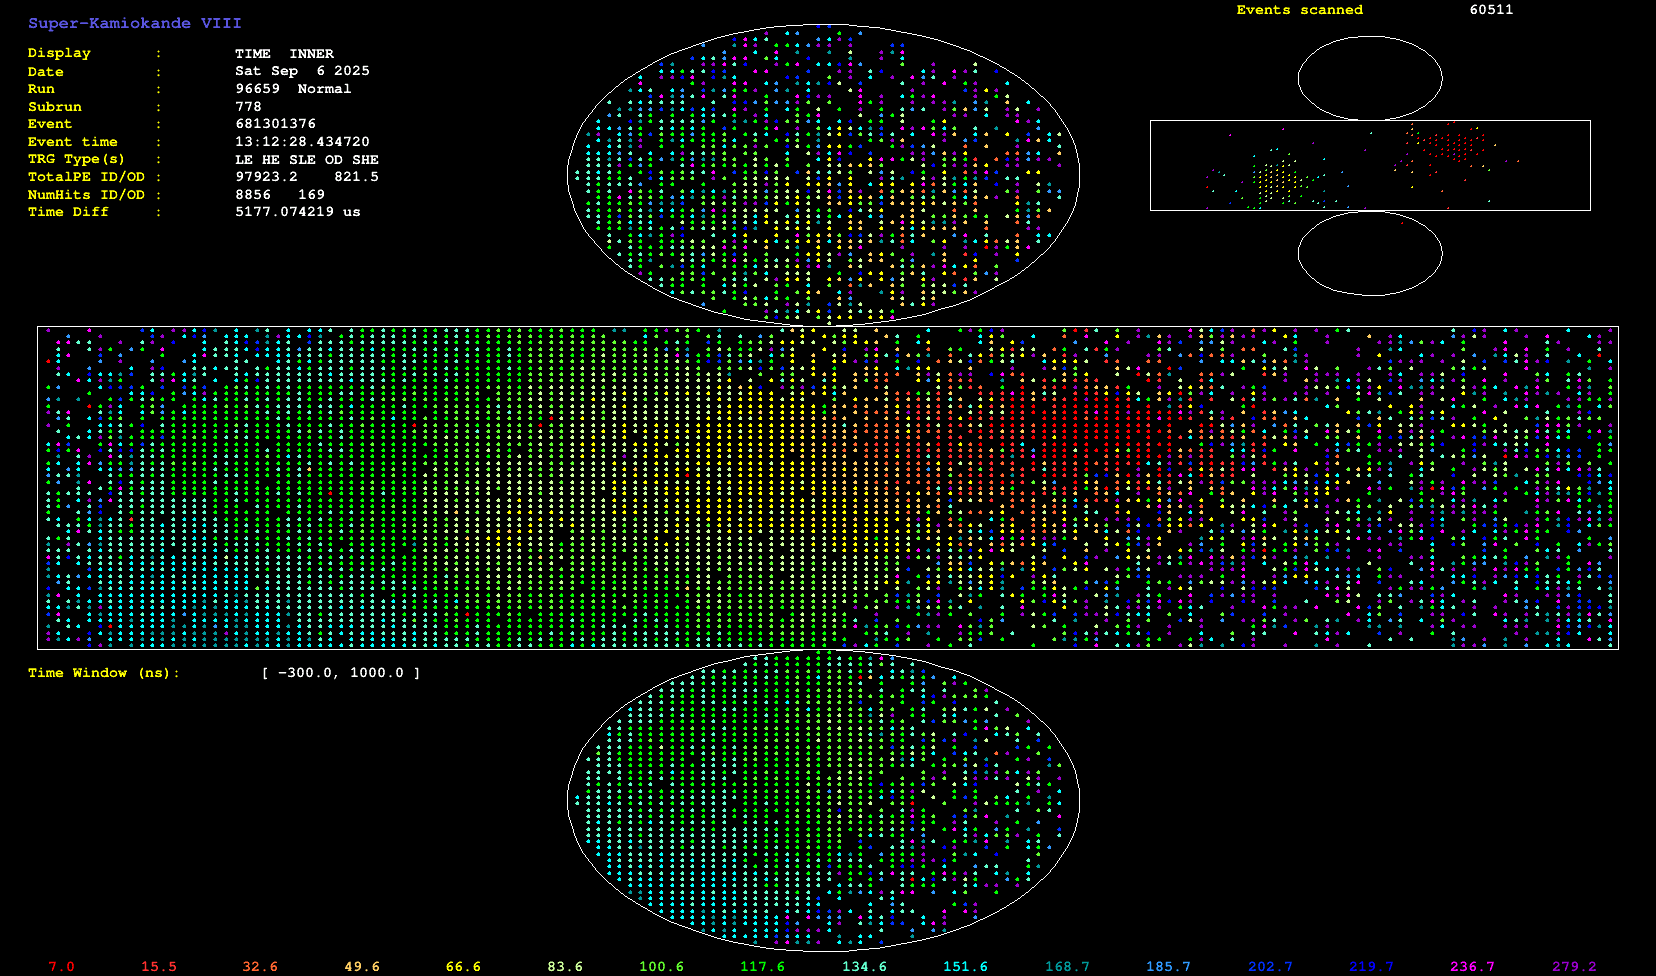 Super-Kamiokande VIII
Events scanned 60511
Display : TIME INNER
Date : Sat Sep 6 2025
Run : 96659 Normal
Subrun : 778
Event : 681301376
Event time : 13:12:28.434720
TRG Type(s) : LE HE SLE OD SHE
TotalPE ID/OD : 97923.2 821.5
NumHits ID/OD : 8856 169
Time Diff : 5177.074219 us
Time Window (ns): [ -300.0, 1000.0 ]
7.0 15.5 32.6 49.6 66.6 83.6 100.6 117.6 134.6 151.6 168.7 185.7 202.7 219.7 236.7 279.2